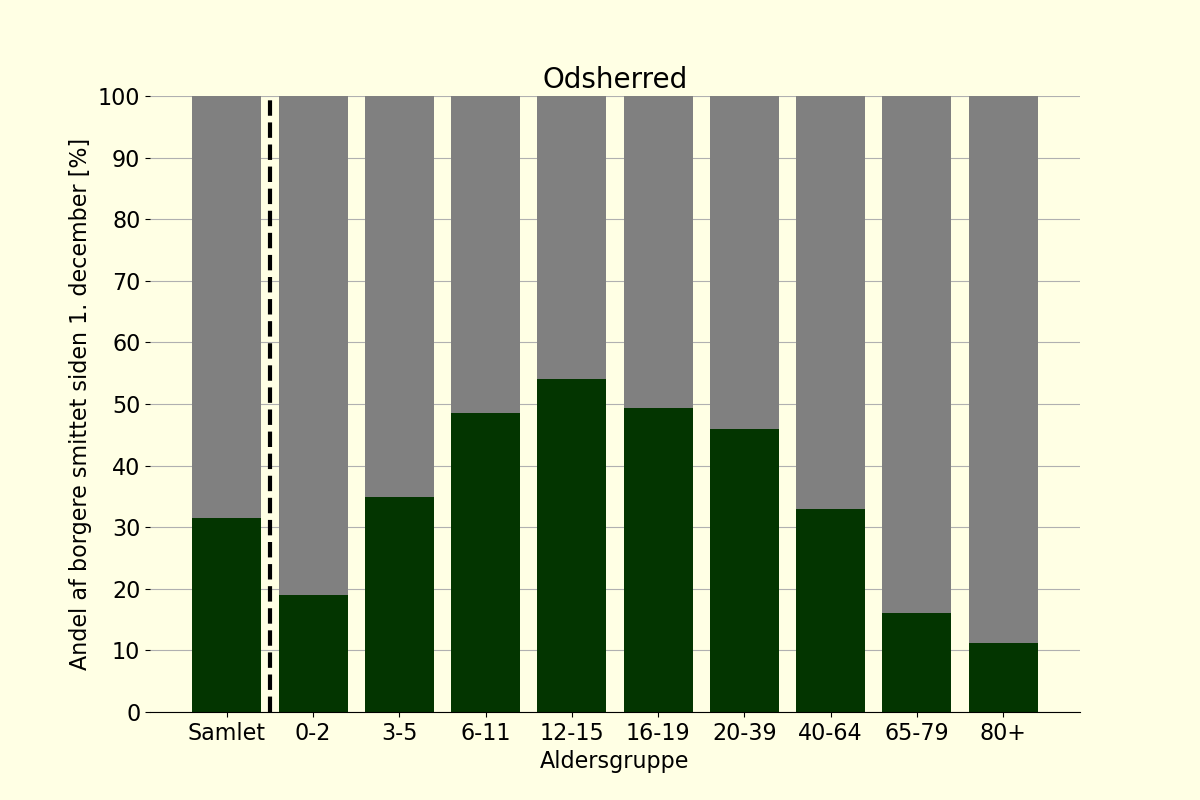 Odsherred
Andel af borgere smittet siden 1. december [%]
100
90
80
70
60
50
40
30
20
10
0
Samlet 0-2 3-5 6-11 12-15 16-19 20-39 40-64 65-79 80+
Aldersgruppe